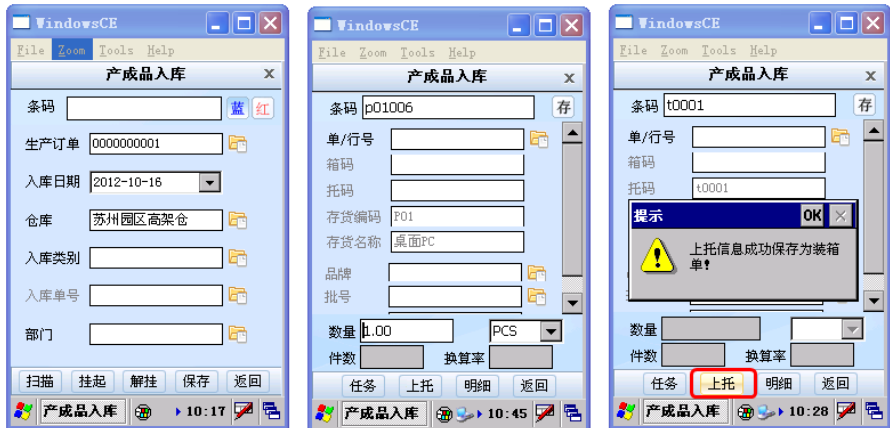 WindowsCE
File Zoom Tools Help
产成品入库 X
条码 蓝 红
生产订单 0000000001
入库日期 2012-10-16
仓库 苏州园区高架仓
入库类别
入库单号
部门
扫描 挂起 解挂 保存 返回
产成品入库 10:17
WindowsCE
File Zoom Tools Help
产成品入库 X
条码 p01006 存
单/行号
箱码
托码
存货编码 P01
存货名称 桌面PC
品牌
批号
数量 1.00 PCS
件数 换算率
任务 上托 明细 返回
产成品入库 10:45
WindowsCE
File Zoom Tools Help
产成品入库 X
条码 t0001 存
单/行号
箱码
托码 t0001
提示 OK ×
上托信息成功保存为装箱
单!
数量
件数 换算率
任务 上托 明细 返回
产成品入库 10:28